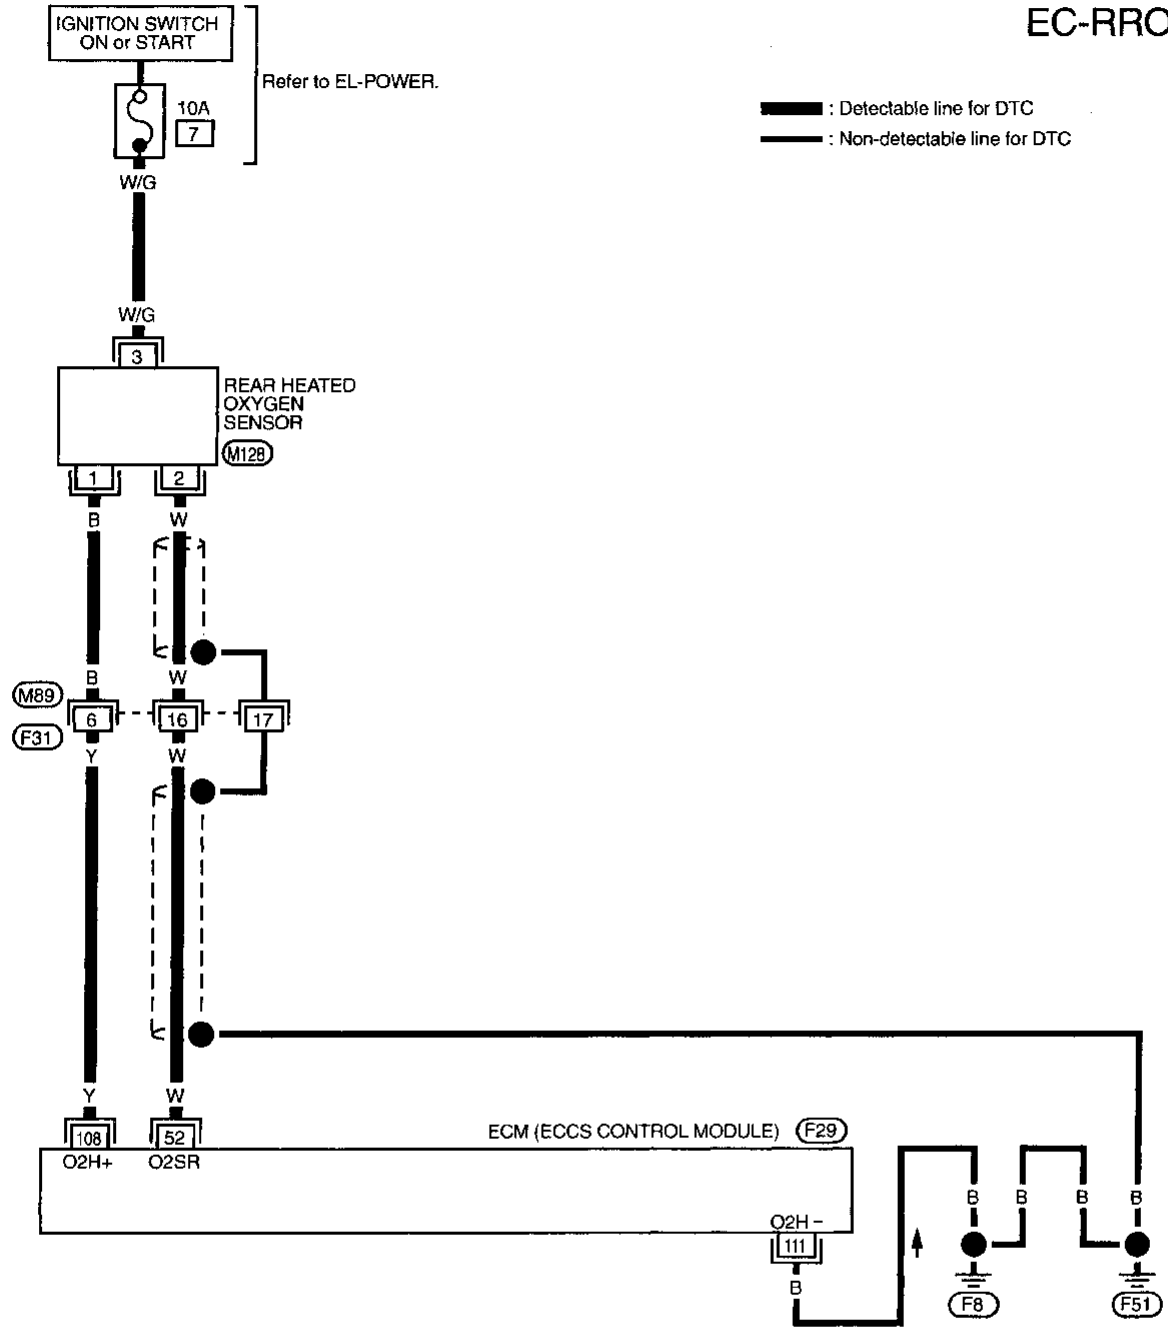 EC-RRO
IGNITION SWITCH
ON or START
Refer to EL-POWER.
10A
7
: Detectable line for DTC
: Non-detectable line for DTC
W/G
W/G
3
REAR HEATED
OXYGEN
SENSOR
M128
1 2
B W
B W
M89
6 16 17
F31
Y W
Y W
108 52
ECM (ECCS CONTROL MODULE) F29
O2H+ O2SR
O2H -
111
B
B B B B
F8 F51